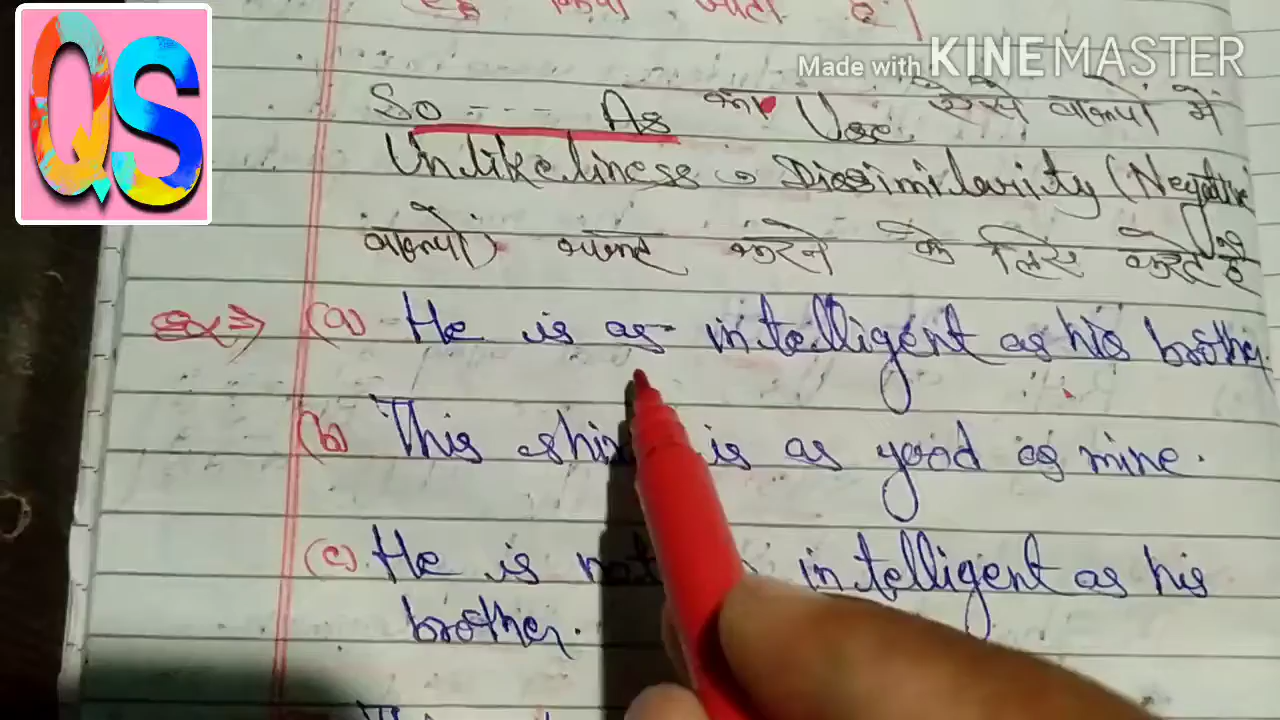 QS
Made with KINEMASTER
So --- As का Use ऐसे वाक्यों में
Unlikeliness or Dissimilarity (Negative
वाक्यों) करने के लिए करते है
Ex⇒ (a) He is as intelligent as his brother.
(b) This is as good as mine.
(c) He is not intelligent as his
brother.